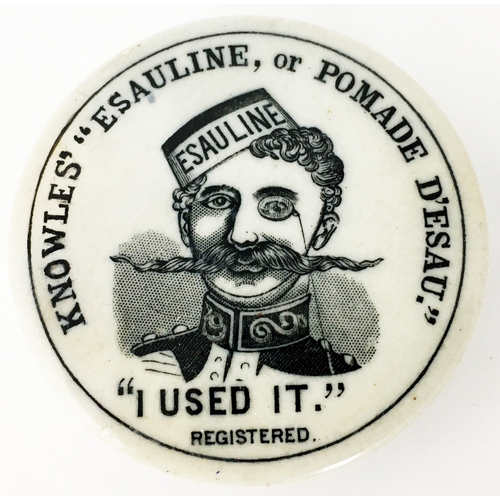 KNOWLES' "ESAULINE, or POMADE D'ESAU."
ESAULINE
"I USED IT."
REGISTERED.